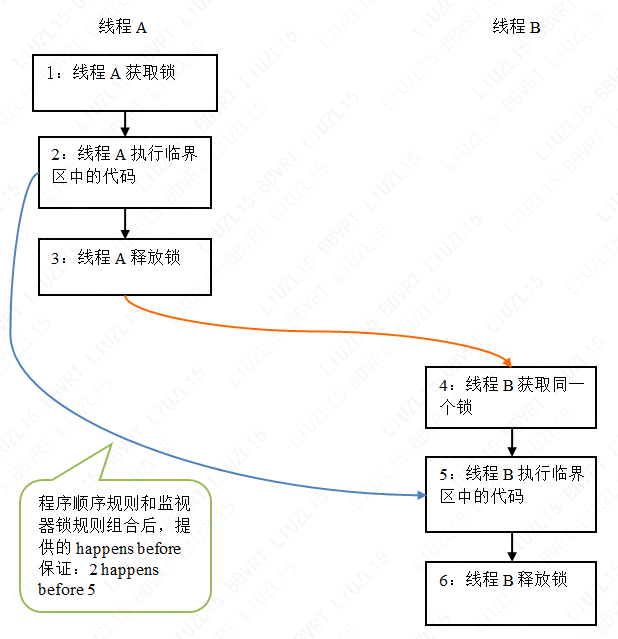 线程 A
线程 B
1：线程 A 获取锁
2：线程 A 执行临界
区中的代码
3：线程 A 释放锁
4：线程 B 获取同一
个锁
5：线程 B 执行临界
区中的代码
6：线程 B 释放锁
程序顺序规则和监视
器锁规则组合后，提
供的 happens before
保证：2 happens
before 5